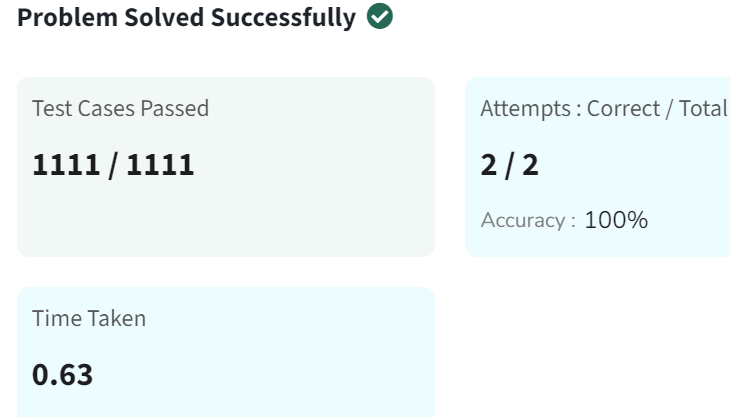 Problem Solved Successfully
Test Cases Passed
1111 / 1111
Attempts : Correct / Total
2 / 2
Accuracy : 100%
Time Taken
0.63